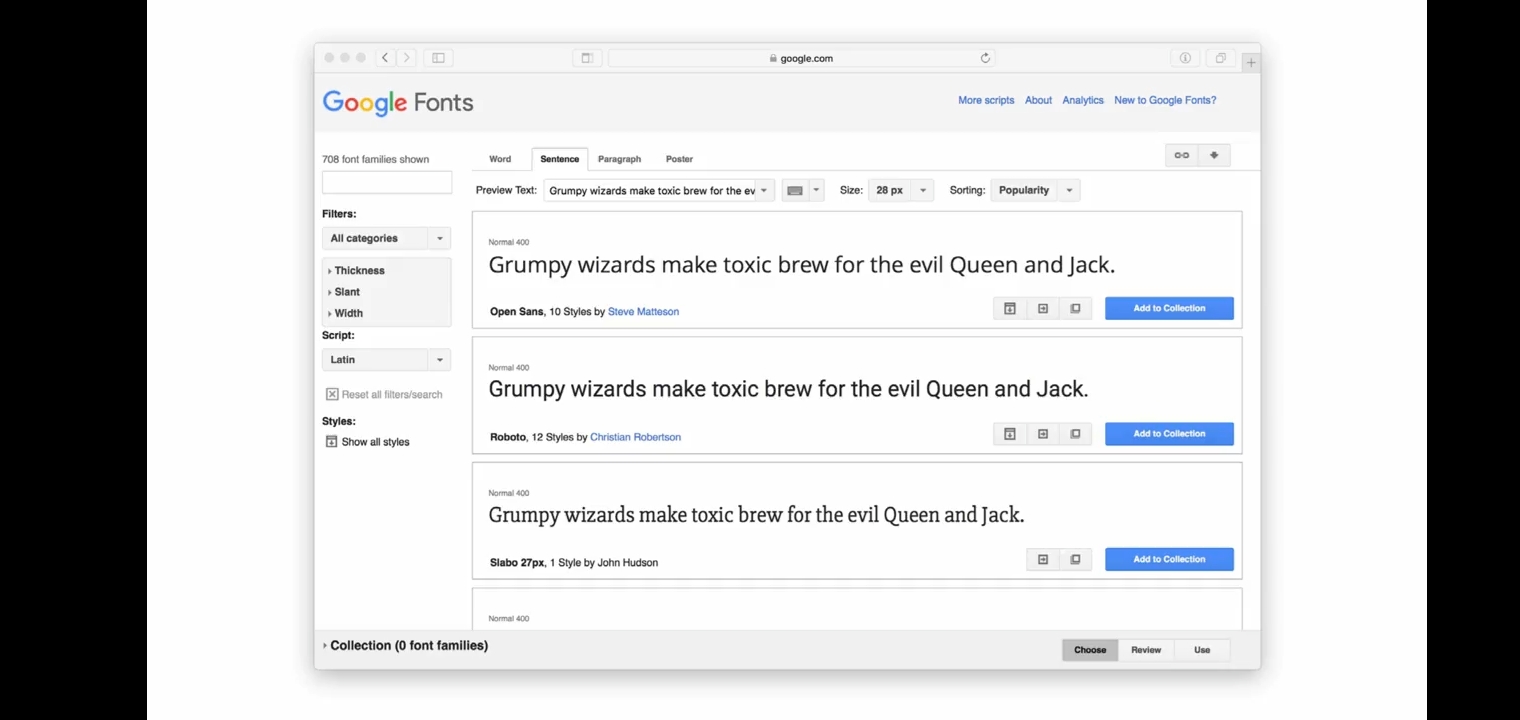 google.com
Google Fonts
More scripts About Analytics New to Google Fonts?
708 font families shown
Word Sentence Paragraph Poster
Preview Text: Grumpy wizards make toxic brew for the ev Size: 28 px Sorting: Popularity
Filters:
All categories
Thickness
Slant
Width
Script:
Latin
Reset all filters/search
Styles:
Show all styles
Normal 400
Grumpy wizards make toxic brew for the evil Queen and Jack.
Open Sans, 10 Styles by Steve Matteson Add to Collection
Normal 400
Grumpy wizards make toxic brew for the evil Queen and Jack.
Roboto, 12 Styles by Christian Robertson Add to Collection
Normal 400
Grumpy wizards make toxic brew for the evil Queen and Jack.
Slabo 27px, 1 Style by John Hudson Add to Collection
Normal 400
Collection (0 font families) Choose Review Use